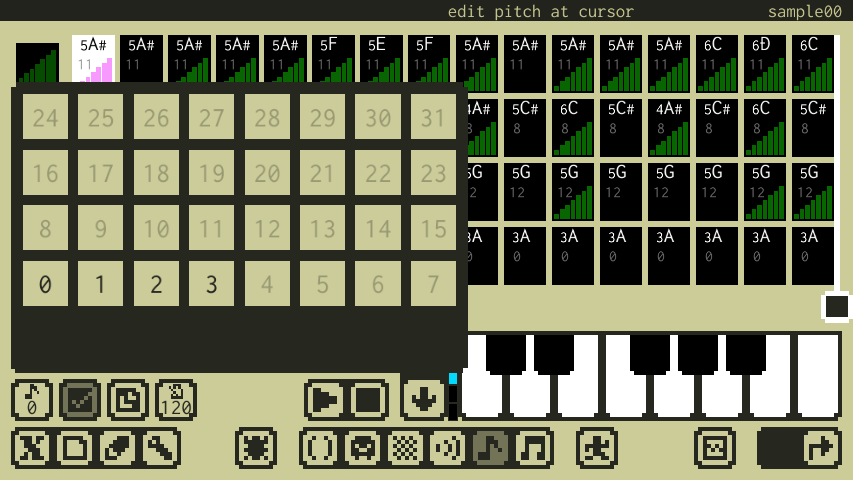 edit pitch at cursor sample00
5A# 5A# 5A# 5A# 5A# 5F 5E 5F 5A# 5A# 5A# 5A# 5A# 6C 6D 6C
11 11 11 11 11 11 11 11 11 11 11 11 11 11 11 11
4A# 5C# 6C 5C# 4A# 5C# 6C 5C#
8 8 8 8 8 8 8 8
5G 5G 5G 5G 5G 5G 5G 5G
12 12 12 12 12 12 12 12
3A 3A 3A 3A 3A 3A 3A 3A
0 0 0 0 0 0 0 0
24 25 26 27 28 29 30 31
16 17 18 19 20 21 22 23
8 9 10 11 12 13 14 15
0 1 2 3 4 5 6 7
0 120